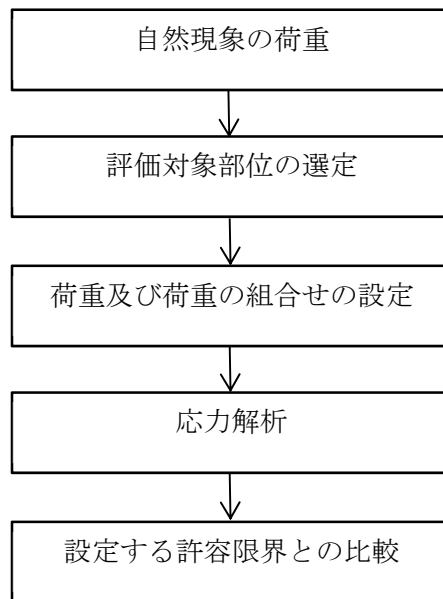 自然現象の荷重
評価対象部位の選定
荷重及び荷重の組合せの設定
応力解析
設定する許容限界との比較